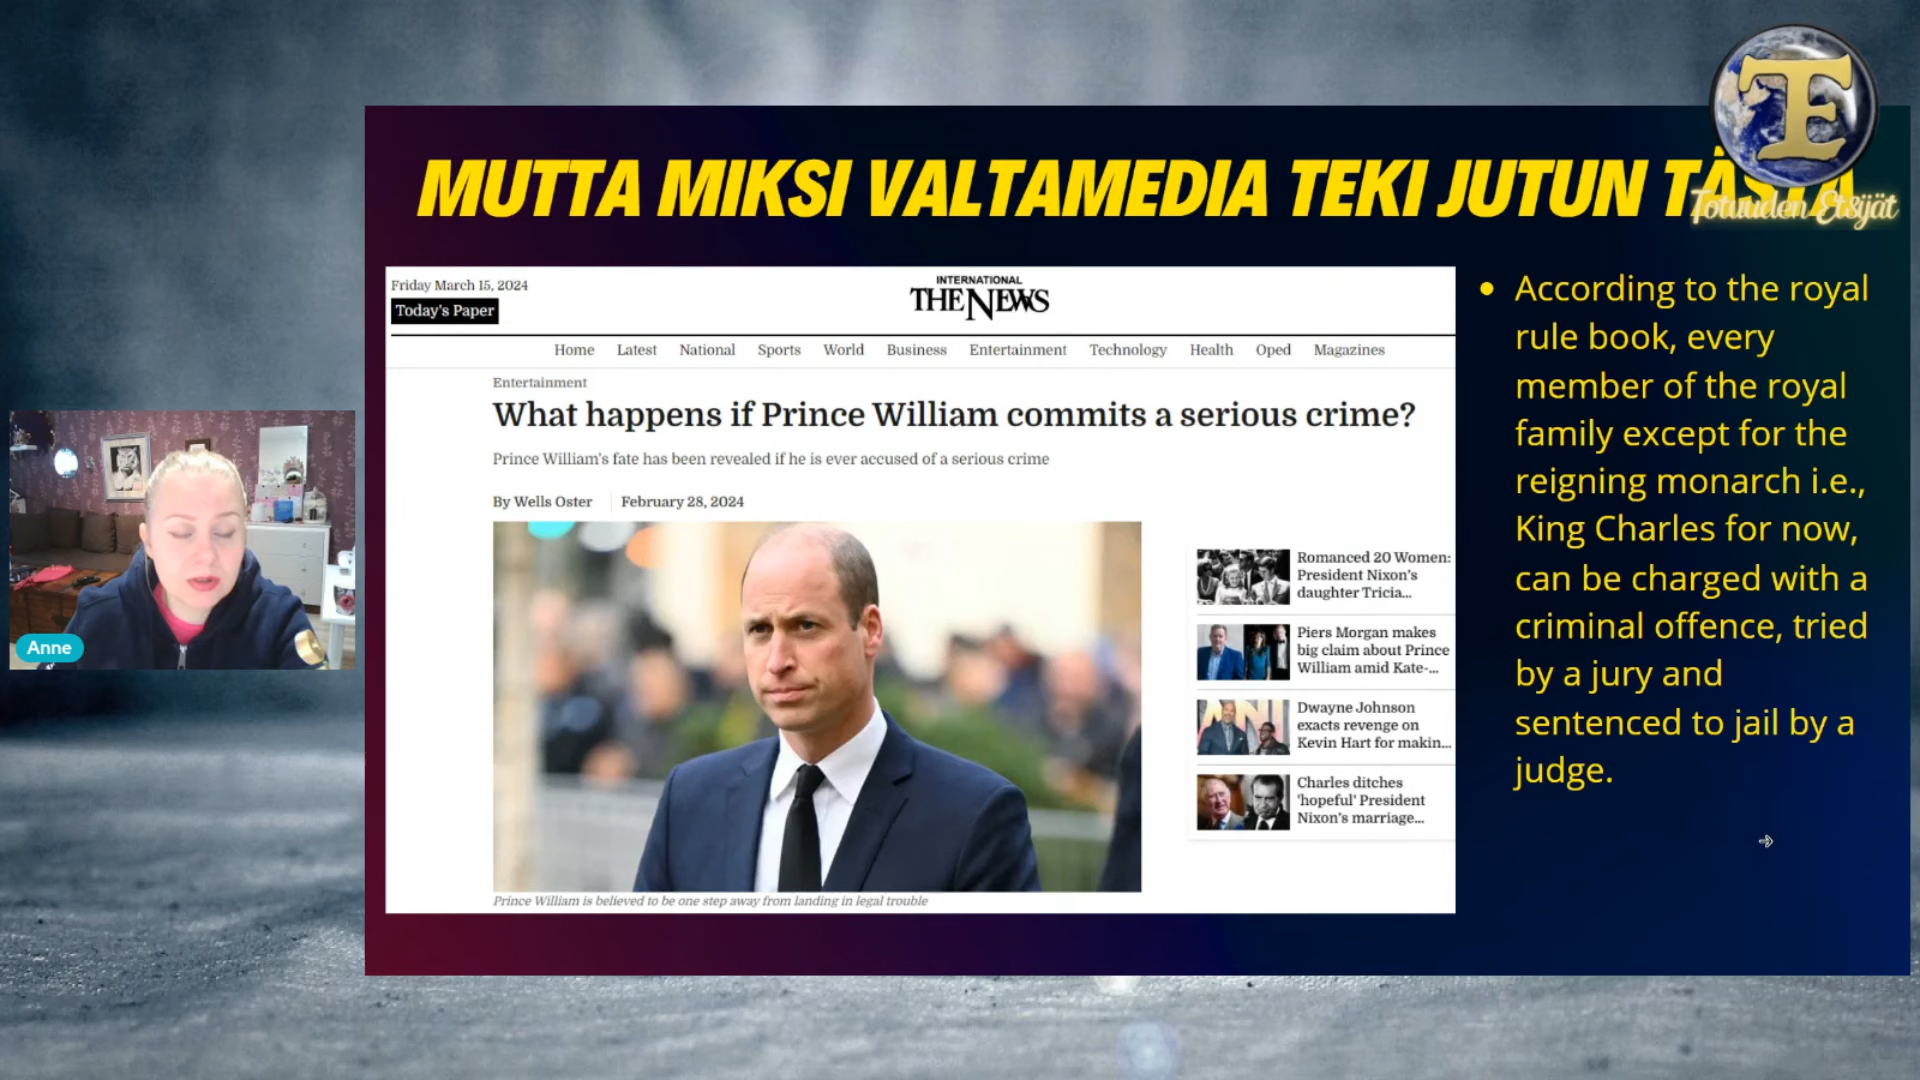 MUTTA MIKSI VALTAMEDIA TEKI JUTUN TÄSTÄ
TE
Totuuden Etsijät
Friday March 15, 2024
Today's Paper
INTERNATIONAL
THE NEWS
Home Latest National Sports World Business Entertainment Technology Health Oped Magazines
Entertainment
What happens if Prince William commits a serious crime?
Prince William's fate has been revealed if he is ever accused of a serious crime
By Wells Oster February 28, 2024
Prince William is believed to be one step away from landing in legal trouble
Romanced 20 Women:
President Nixon's
daughter Tricia...
Piers Morgan makes
big claim about Prince
William amid Kate-...
Dwayne Johnson
exacts revenge on
Kevin Hart for makin...
Charles ditches
'hopeful' President
Nixon's marriage...
• According to the royal
rule book, every
member of the royal
family except for the
reigning monarch i.e.,
King Charles for now,
can be charged with a
criminal offence, tried
by a jury and
sentenced to jail by a
judge.
Anne